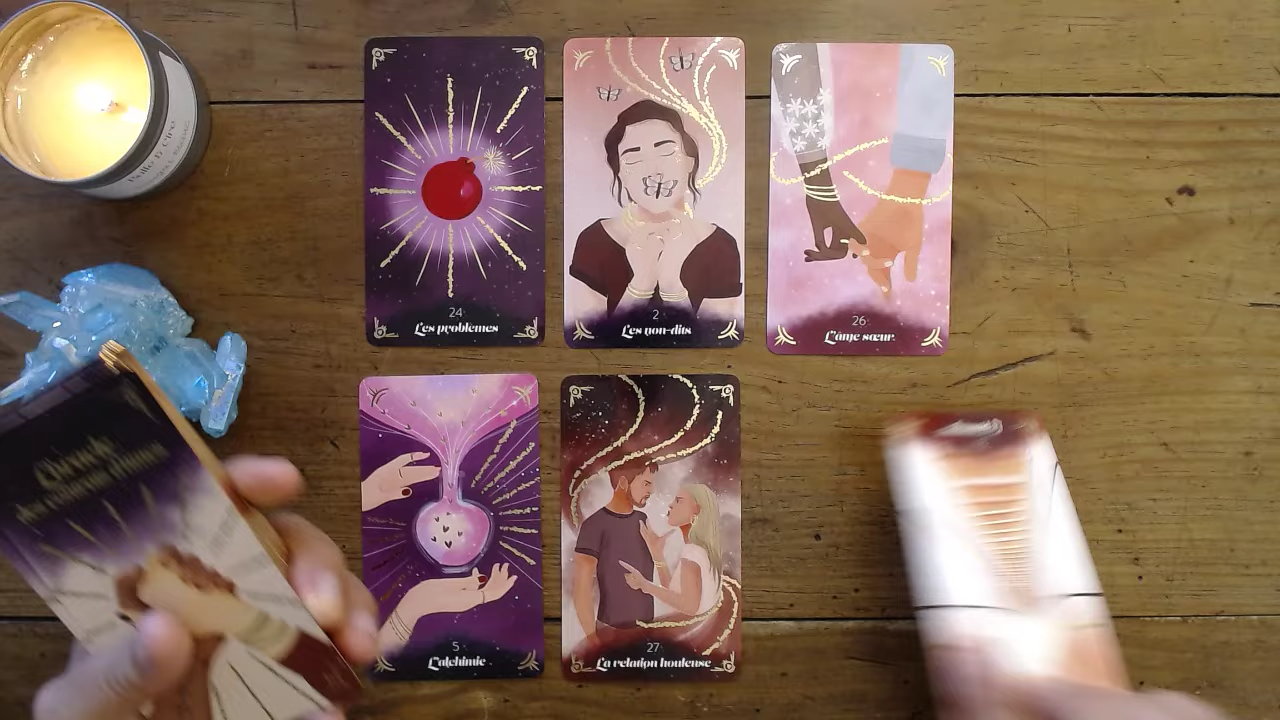 24
Les problèmes
2
Les non-dits
26
L'âme sœur
5
L'alchimie
27
La relation houleuse